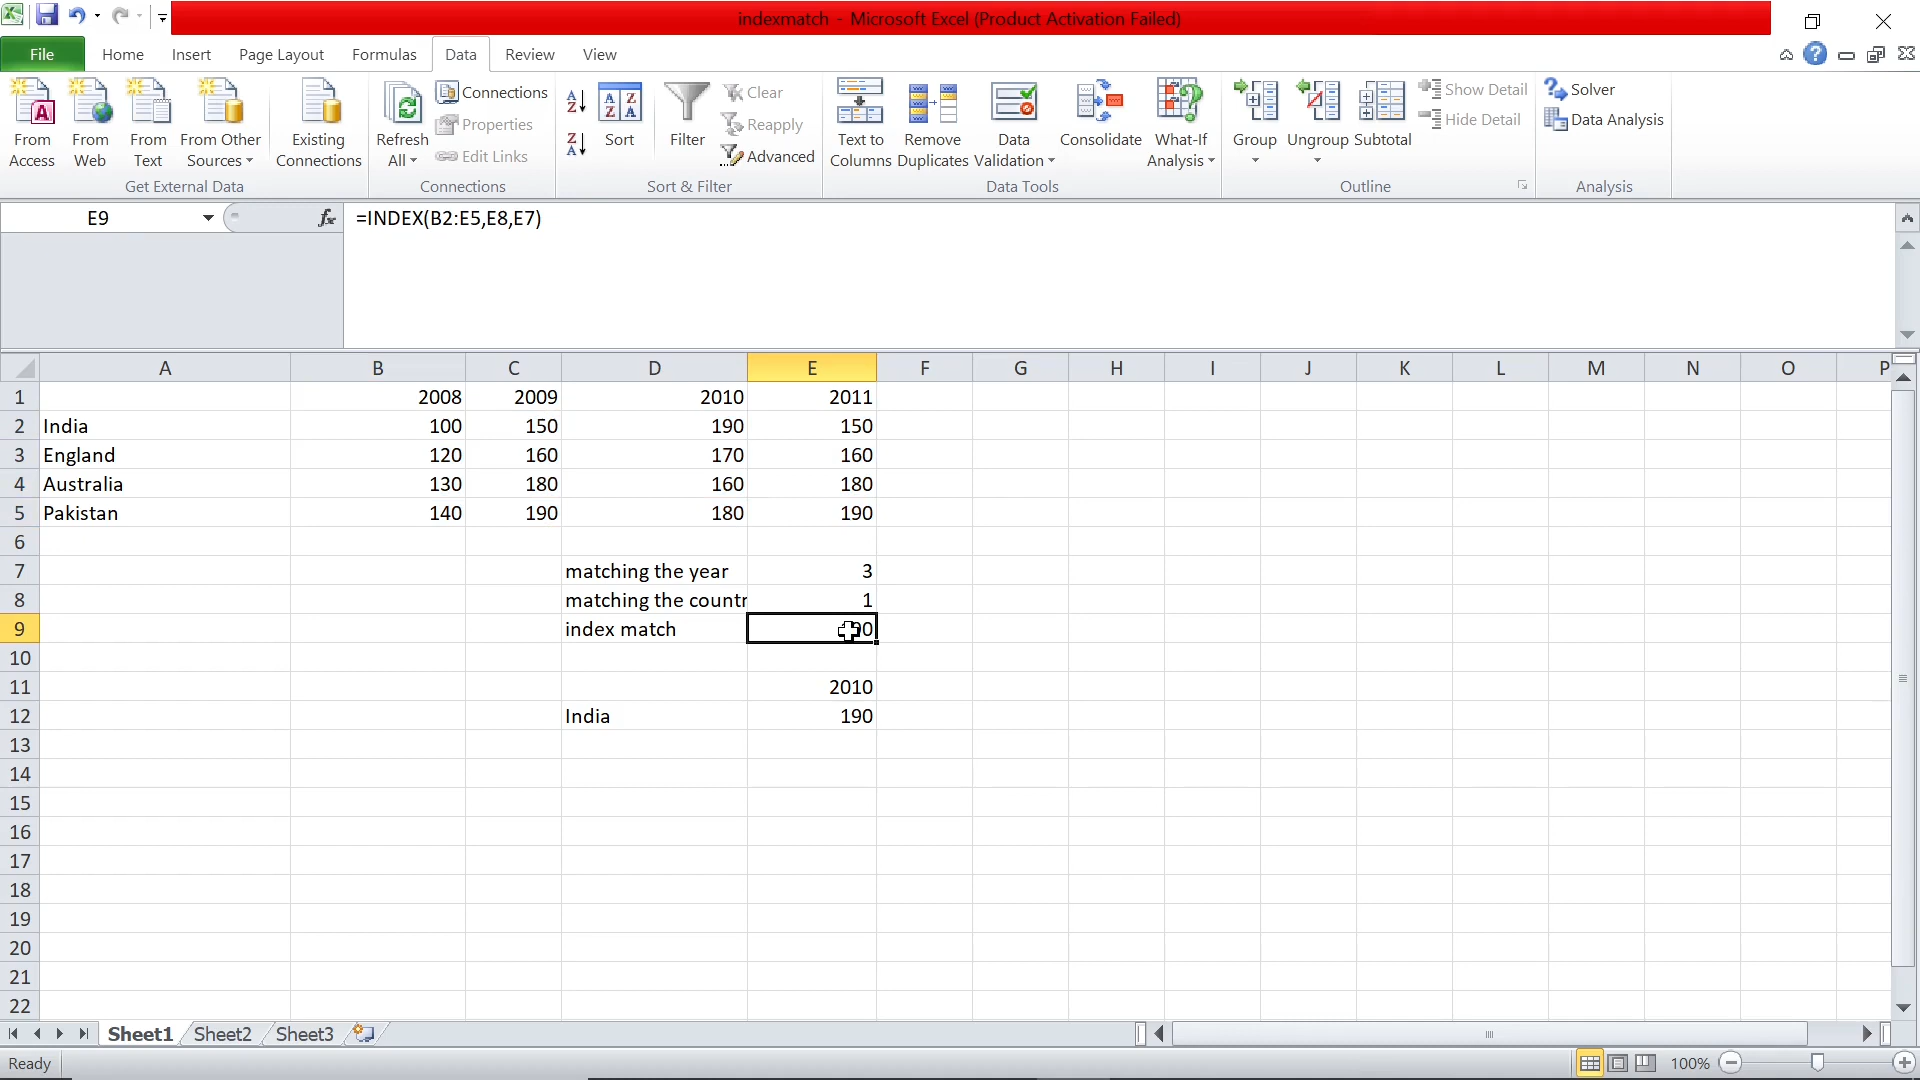 indexmatch - Microsoft Excel (Product Activation Failed)
File Home Insert Page Layout Formulas Data Review View
From Access
From Web
From Text
From Other Sources
Existing Connections
Get External Data
Refresh All
Connections
Properties
Edit Links
Connections
Sort
Filter
Clear
Reapply
Advanced
Sort & Filter
Text to Columns
Remove Duplicates
Data Validation
Consolidate
What-If Analysis
Data Tools
Group
Ungroup
Subtotal
Show Detail
Hide Detail
Outline
Solver
Data Analysis
Analysis
E9 fx =INDEX(B2:E5,E8,E7)
A B C D E F G H I J K L M N O P
1 2008 2009 2010 2011
2 India 100 150 190 150
3 England 120 160 170 160
4 Australia 130 180 160 180
5 Pakistan 140 190 180 190
6
7 matching the year 3
8 matching the countr 1
9 index match
10
11 2010
12 India 190
13
14
15
16
17
18
19
20
21
22
Sheet1 Sheet2 Sheet3
Ready 100%